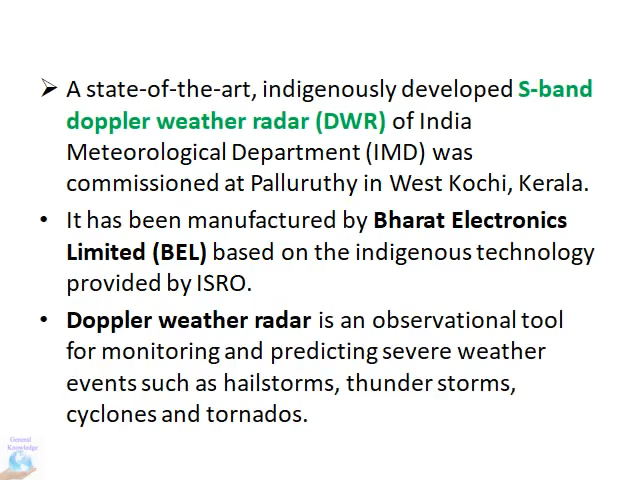 ➤ A state-of-the-art, indigenously developed S-band
doppler weather radar (DWR) of India
Meteorological Department (IMD) was
commissioned at Palluruthy in West Kochi, Kerala.
• It has been manufactured by Bharat Electronics
Limited (BEL) based on the indigenous technology
provided by ISRO.
• Doppler weather radar is an observational tool
for monitoring and predicting severe weather
events such as hailstorms, thunder storms,
cyclones and tornados.
General
Knowledge